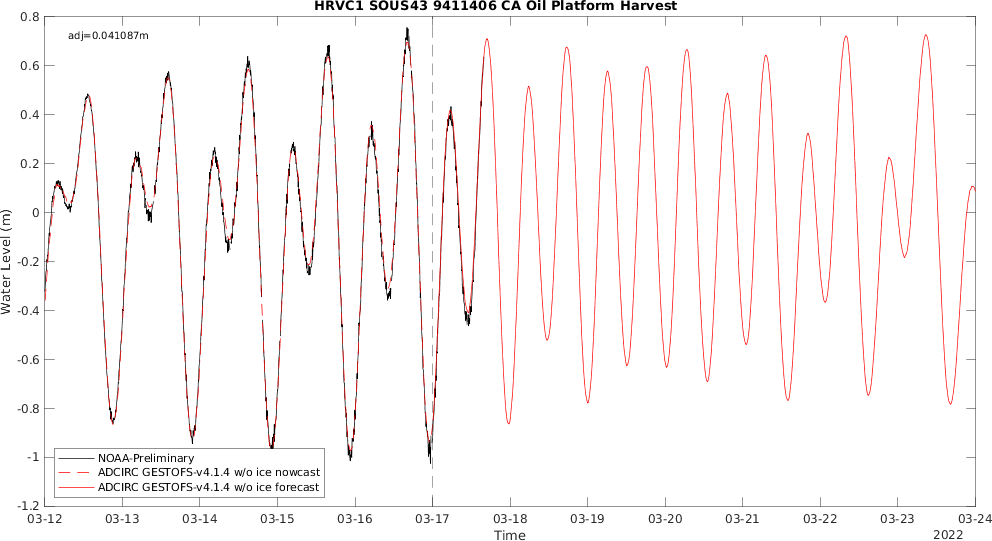 HRVC1 SOUS43 9411406 CA Oil Platform Harvest
adj=0.041087m
0.8
0.6
0.4
0.2
0
-0.2
-0.4
-0.6
-0.8
-1
-1.2
Water Level (m)
NOAA-Preliminary
ADCIRC GESTOFS-v4.1.4 w/o ice nowcast
ADCIRC GESTOFS-v4.1.4 w/o ice forecast
03-12 03-13 03-14 03-15 03-16 03-17 03-18 03-19 03-20 03-21 03-22 03-23 03-24
Time
2022